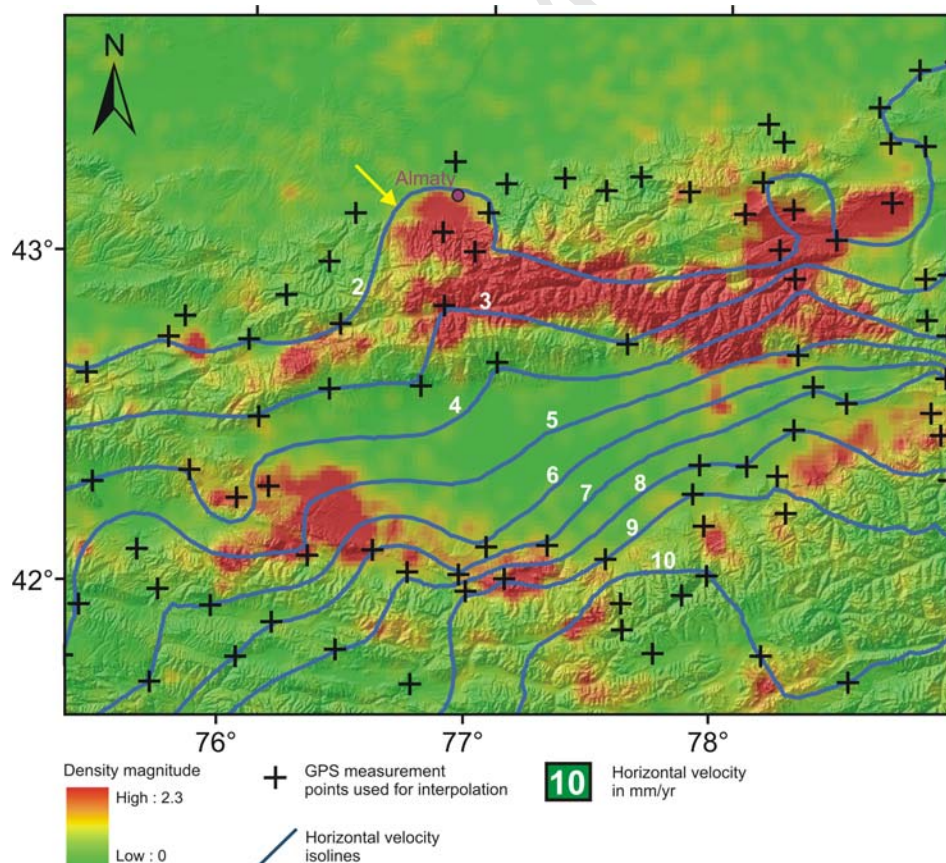 N
Almaty
43°
2
3
4
5
6
7
8
9
10
42°
76°
77°
78°
Density magnitude
High : 2.3
Low : 0
GPS measurement
points used for interpolation
Horizontal velocity
isolines
10
Horizontal velocity
in mm/yr